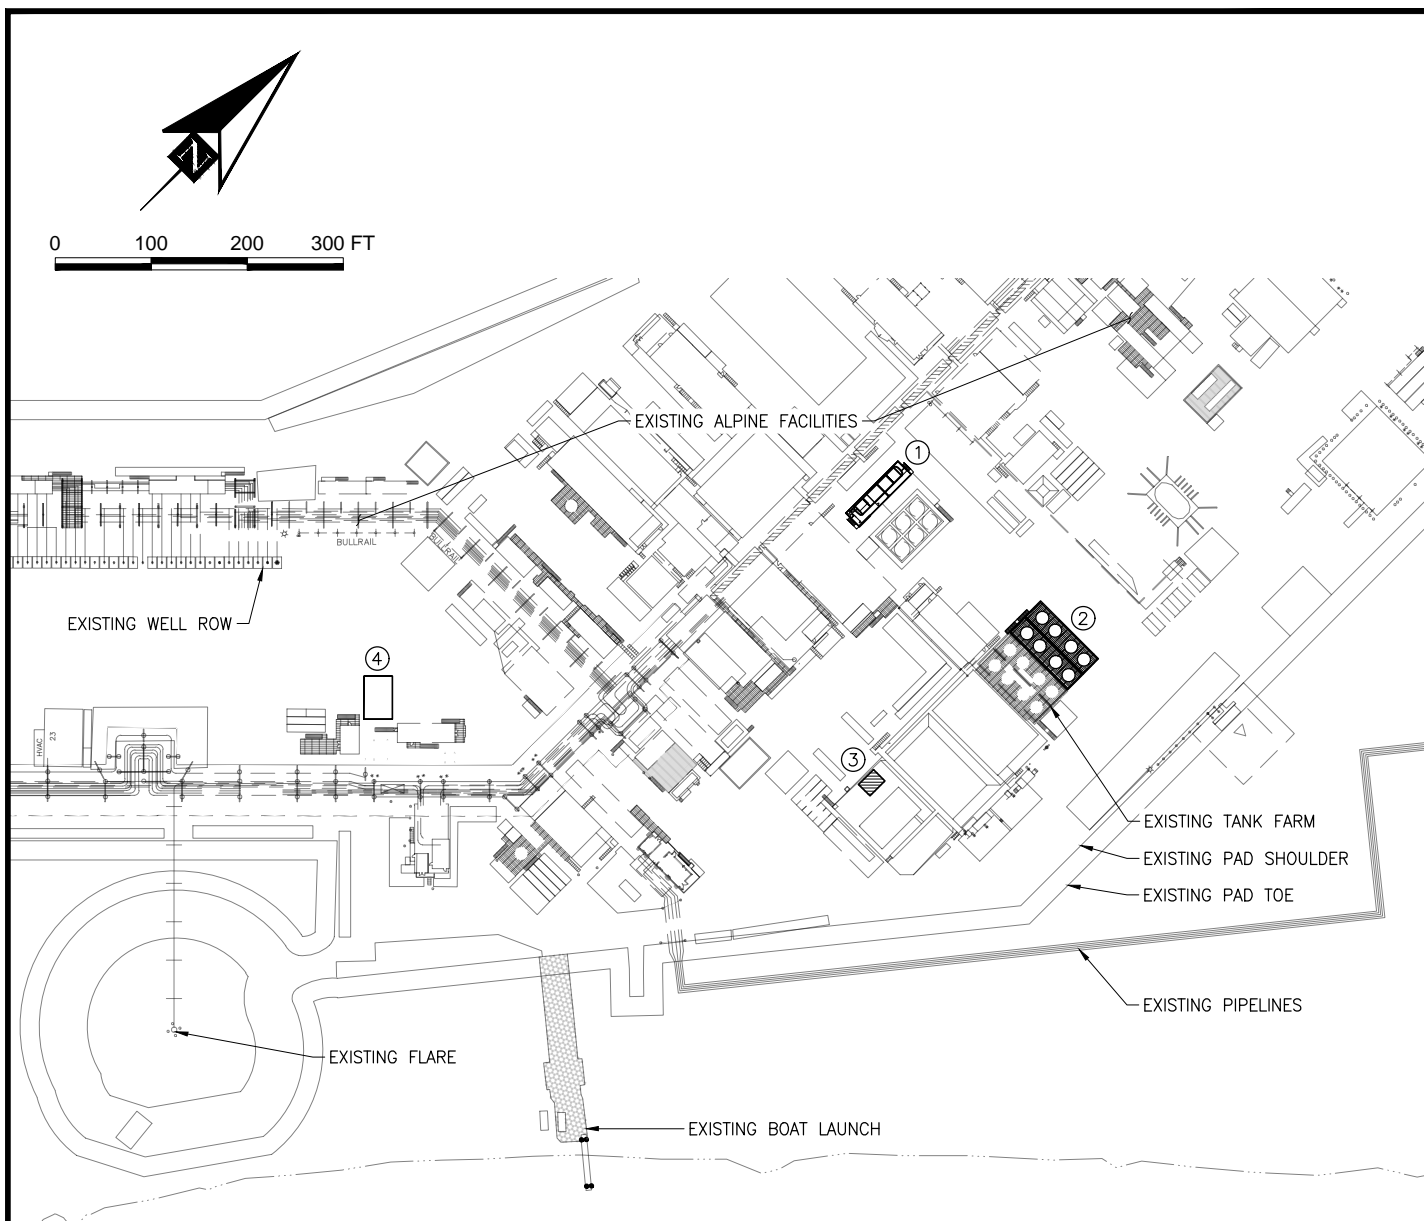 0 100 200 300 FT
EXISTING ALPINE FACILITIES
1
BULLRAIL
BULLRAIL
EXISTING WELL ROW
2
4
HVAC
23
3
EXISTING TANK FARM
EXISTING PAD SHOULDER
EXISTING PAD TOE
EXISTING PIPELINES
EXISTING FLARE
EXISTING BOAT LAUNCH